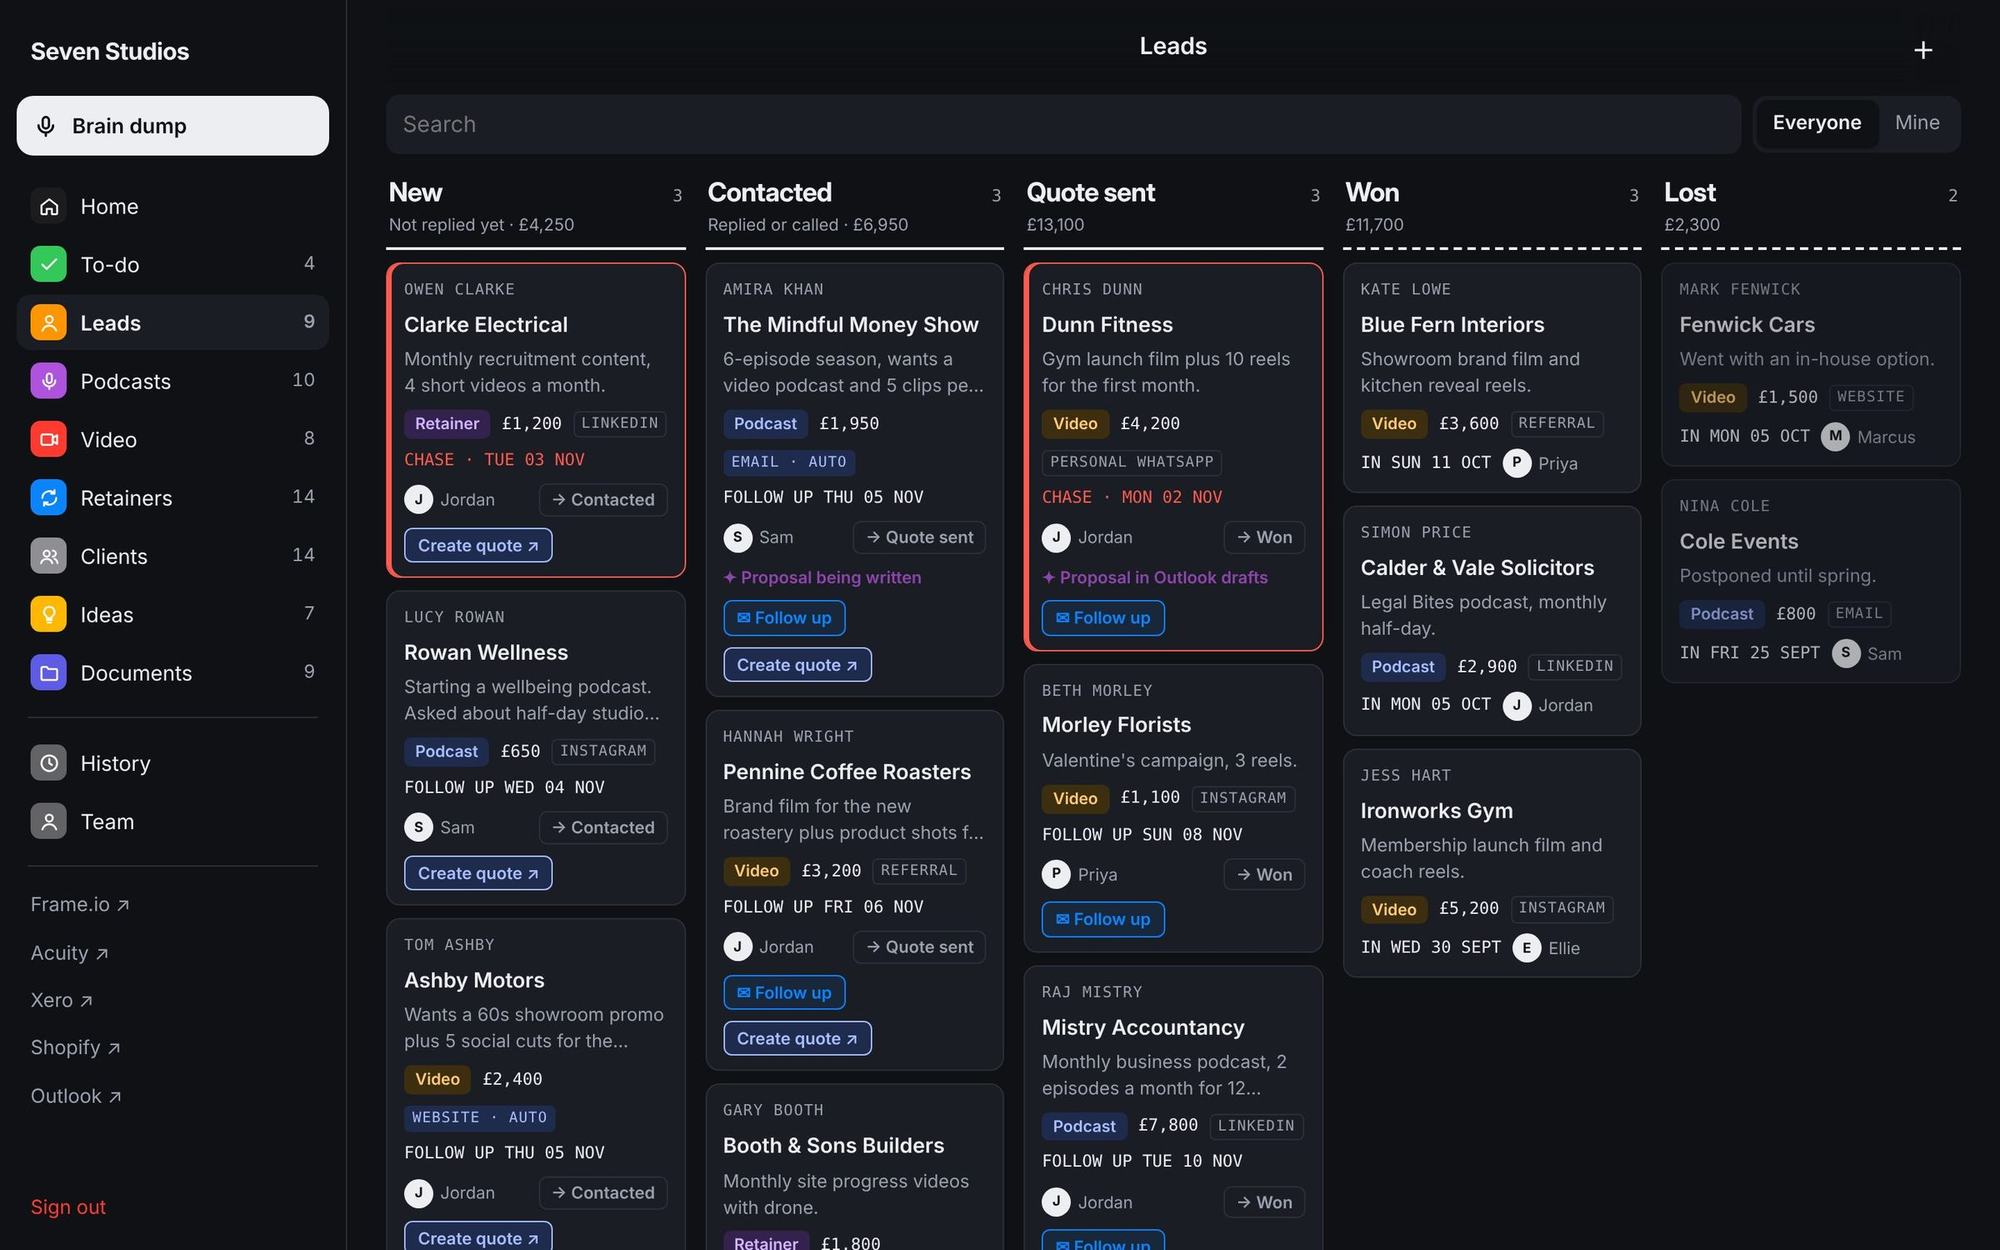 Seven Studios
Brain dump
Home
To-do 4
Leads 9
Podcasts 10
Video 8
Retainers 14
Clients 14
Ideas 7
Documents 9
History
Team
Frame.io ↗
Acuity ↗
Xero ↗
Shopify ↗
Outlook ↗
Sign out
Leads
+
Search
Everyone Mine
New 3
Not replied yet · £4,250
OWEN CLARKE
Clarke Electrical
Monthly recruitment content,
4 short videos a month.
Retainer £1,200 LINKEDIN
CHASE · TUE 03 NOV
J Jordan → Contacted
Create quote ↗
LUCY ROWAN
Rowan Wellness
Starting a wellbeing podcast.
Asked about half-day studio...
Podcast £650 INSTAGRAM
FOLLOW UP WED 04 NOV
S Sam → Contacted
Create quote ↗
TOM ASHBY
Ashby Motors
Wants a 60s showroom promo
plus 5 social cuts for the...
Video £2,400
WEBSITE · AUTO
FOLLOW UP THU 05 NOV
J Jordan → Contacted
Create quote ↗
Contacted 3
Replied or called · £6,950
AMIRA KHAN
The Mindful Money Show
6-episode season, wants a
video podcast and 5 clips pe...
Podcast £1,950
EMAIL · AUTO
FOLLOW UP THU 05 NOV
S Sam → Quote sent
✦ Proposal being written
✉ Follow up
Create quote ↗
HANNAH WRIGHT
Pennine Coffee Roasters
Brand film for the new
roastery plus product shots f...
Video £3,200 REFERRAL
FOLLOW UP FRI 06 NOV
J Jordan → Quote sent
✉ Follow up
Create quote ↗
GARY BOOTH
Booth & Sons Builders
Monthly site progress videos
with drone.
Retainer £1,800
Quote sent 3
£13,100
CHRIS DUNN
Dunn Fitness
Gym launch film plus 10 reels
for the first month.
Video £4,200
PERSONAL WHATSAPP
CHASE · MON 02 NOV
J Jordan → Won
✦ Proposal in Outlook drafts
✉ Follow up
BETH MORLEY
Morley Florists
Valentine's campaign, 3 reels.
Video £1,100 INSTAGRAM
FOLLOW UP SUN 08 NOV
P Priya → Won
✉ Follow up
RAJ MISTRY
Mistry Accountancy
Monthly business podcast, 2
episodes a month for 12...
Podcast £7,800 LINKEDIN
FOLLOW UP TUE 10 NOV
J Jordan → Won
✉ Follow up
Won 3
£11,700
KATE LOWE
Blue Fern Interiors
Showroom brand film and
kitchen reveal reels.
Video £3,600 REFERRAL
IN SUN 11 OCT P Priya
SIMON PRICE
Calder & Vale Solicitors
Legal Bites podcast, monthly
half-day.
Podcast £2,900 LINKEDIN
IN MON 05 OCT J Jordan
JESS HART
Ironworks Gym
Membership launch film and
coach reels.
Video £5,200 INSTAGRAM
IN WED 30 SEPT E Ellie
Lost 2
£2,300
MARK FENWICK
Fenwick Cars
Went with an in-house option.
Video £1,500 WEBSITE
IN MON 05 OCT M Marcus
NINA COLE
Cole Events
Postponed until spring.
Podcast £800 EMAIL
IN FRI 25 SEPT S Sam